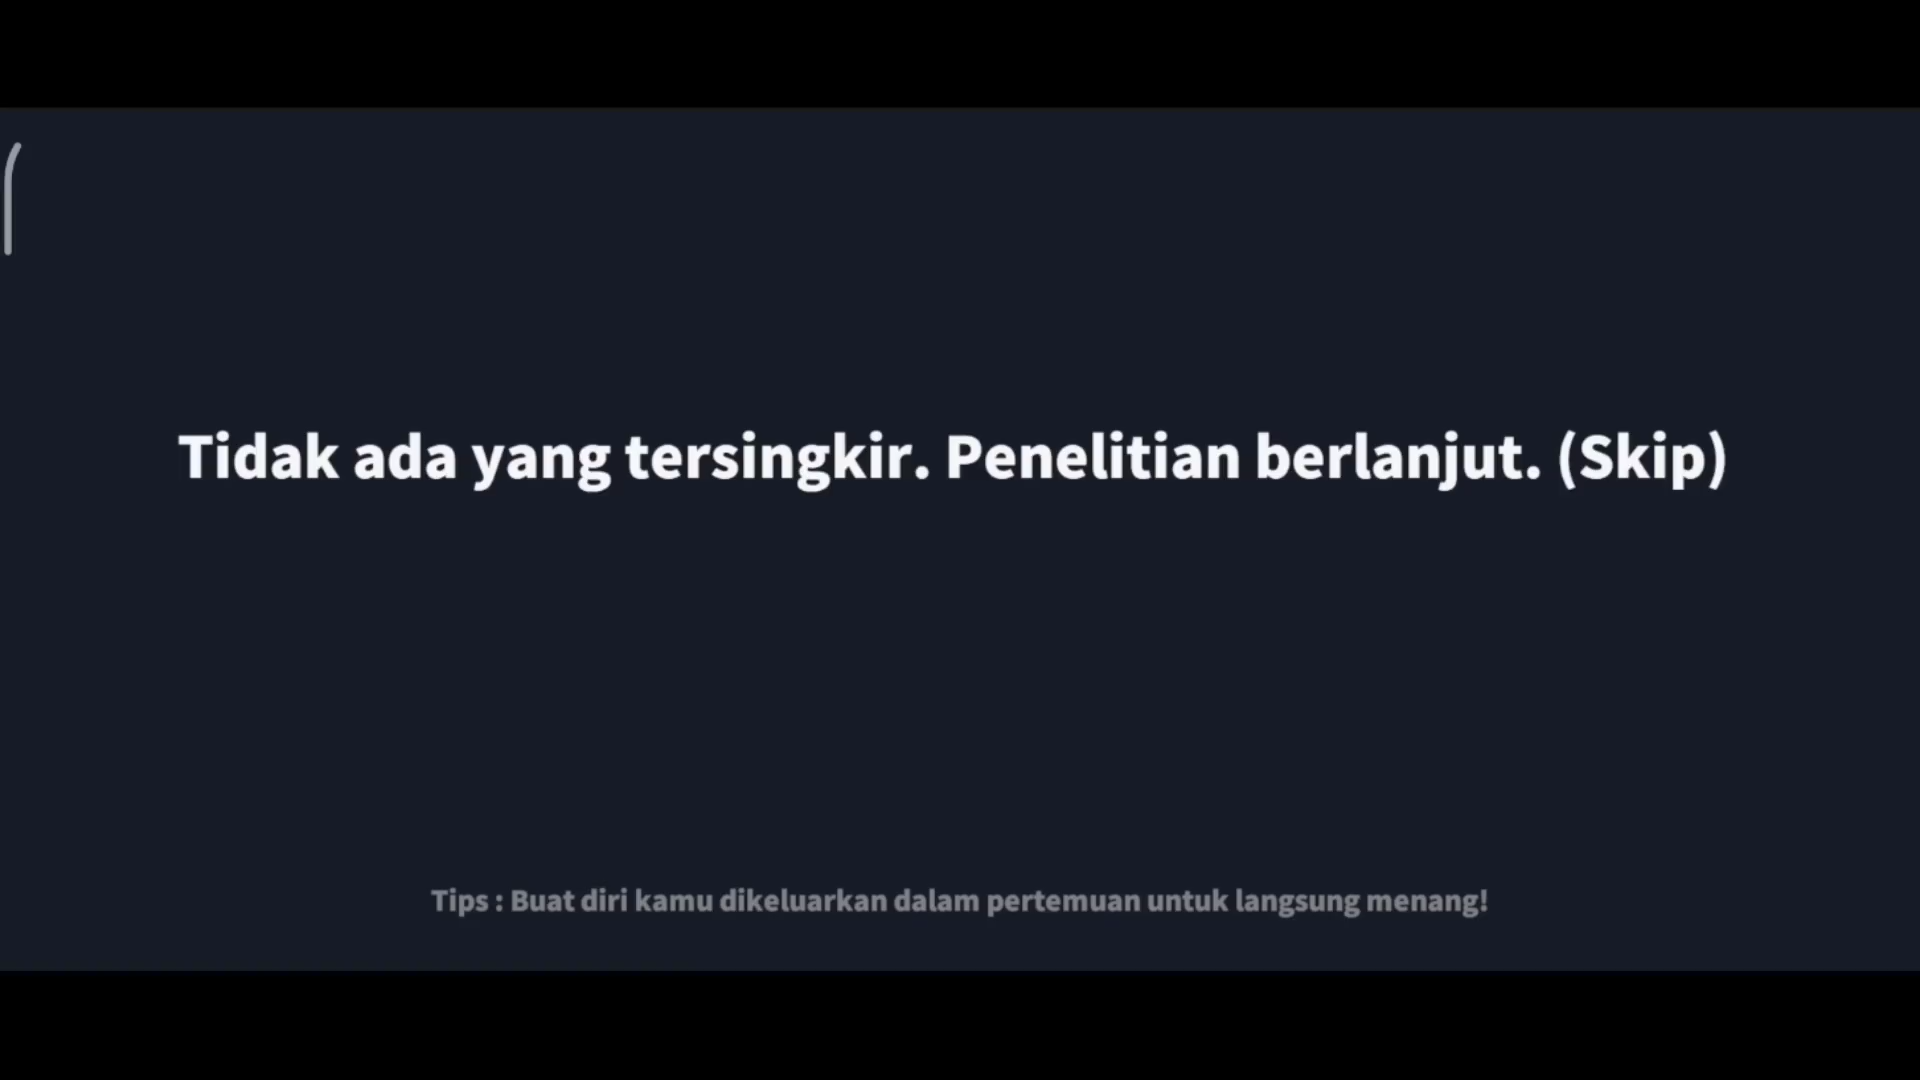 Tidak ada yang tersingkir. Penelitian berlanjut. (Skip)
Tips : Buat diri kamu dikeluarkan dalam pertemuan untuk langsung menang!